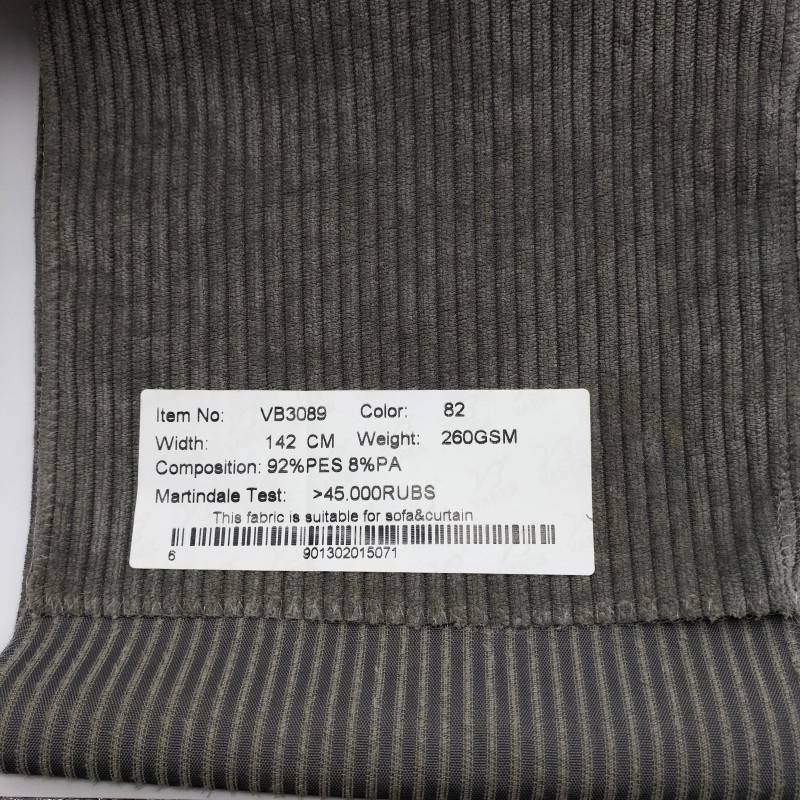 Item No: VB3089 Color: 82
Width: 142 CM Weight: 260GSM
Composition: 92%PES 8%PA
Martindale Test: >45.000RUBS
This fabric is suitable for sofa&curtain
6 901302015071